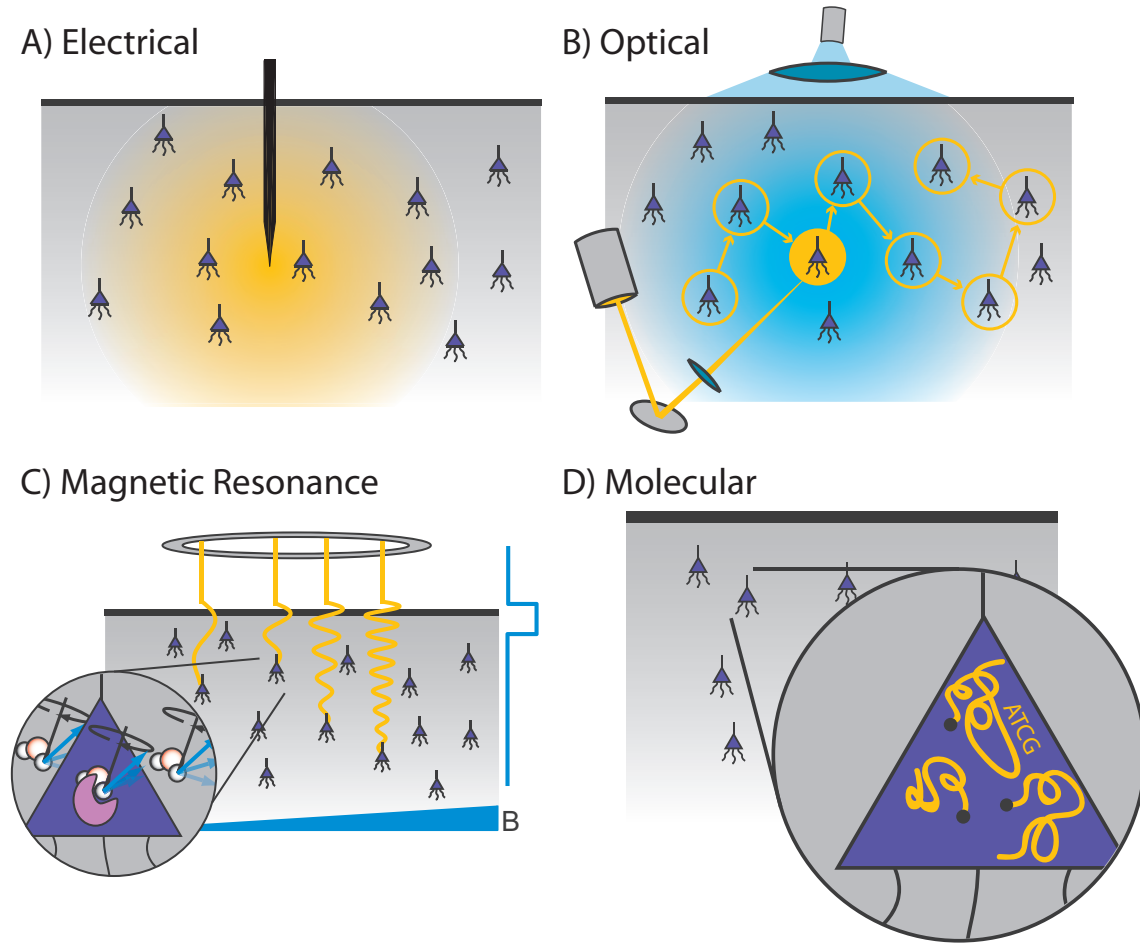 A) Electrical
B) Optical
C) Magnetic Resonance
B
D) Molecular
ATCG